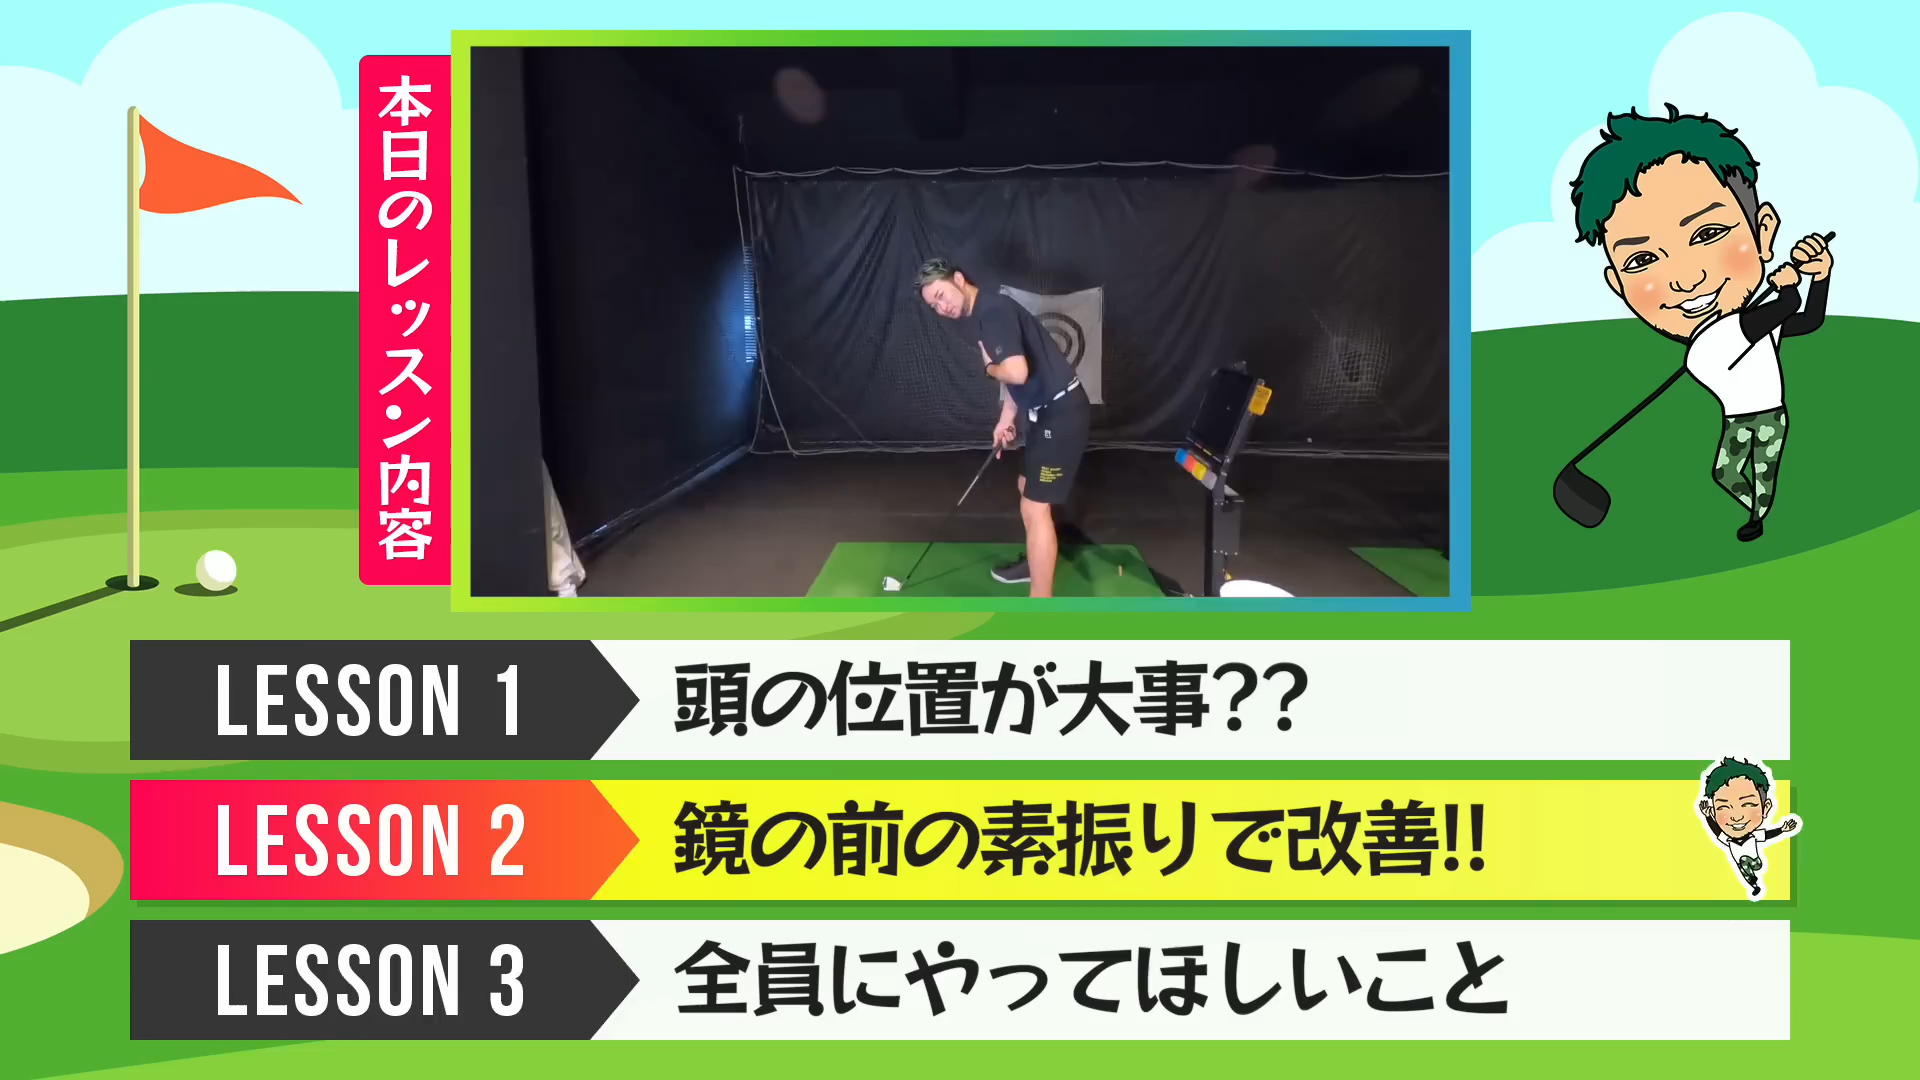 本日のレッスン内容
LESSON 1
頭の位置が大事??
LESSON 2
鏡の前の素振りで改善!!
LESSON 3
全員にやってほしいこと